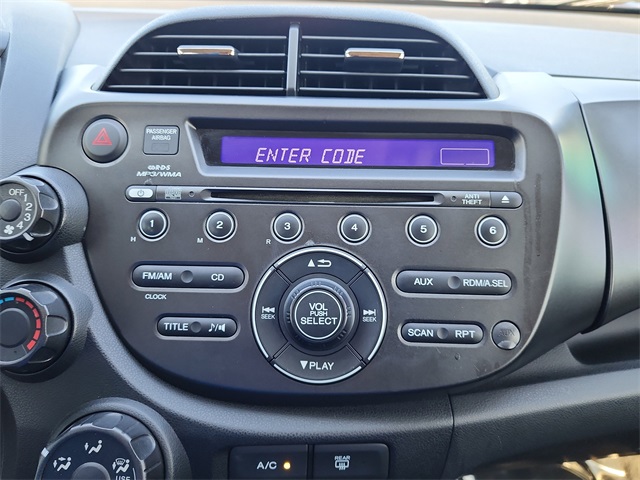 PASSENGER
AIRBAG
ENTER CODE
R·D·S
MP3/WMA
ANTI
THEFT
OFF
1
2
3
4
1
2
3
4
5
6
H
M
R
FM/AM
CD
CLOCK
AUX
RDM/A.SEL
SEEK
VOL
PUSH
SELECT
SEEK
TITLE
SCAN
RPT
PLAY
A/C
REAR